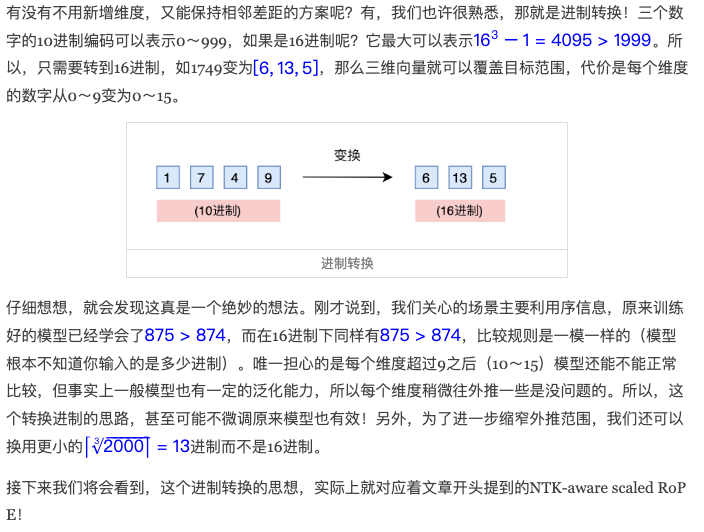 有没有不用新增维度，又能保持相邻差距的方案呢？有，我们也许很熟悉，那就是进制转换！三个数
字的10进制编码可以表示0～999，如果是16进制呢？它最大可以表示16³ − 1 = 4095 > 1999。所
以，只需要转到16进制，如1749变为[6, 13, 5]，那么三维向量就可以覆盖目标范围，代价是每个维度
的数字从0～9变为0～15。
变换
1 7 4 9 6 13 5
(10进制) (16进制)
进制转换
仔细想想，就会发现这真是一个绝妙的想法。刚才说到，我们关心的场景主要利用序信息，原来训练
好的模型已经学会了875 > 874，而在16进制下同样有875 > 874，比较规则是一模一样的（模型
根本不知道你输入的是多少进制）。唯一担心的是每个维度超过9之后（10～15）模型还能不能正常
比较，但事实上一般模型也有一定的泛化能力，所以每个维度稍微往外推一些是没问题的。所以，这
个转换进制的思路，甚至可能不微调原来模型也有效！另外，为了进一步缩窄外推范围，我们还可以
换用更小的⌈∛2000⌉ = 13进制而不是16进制。
接下来我们将会看到，这个进制转换的思想，实际上就对应着文章开头提到的NTK-aware scaled RoP
E！